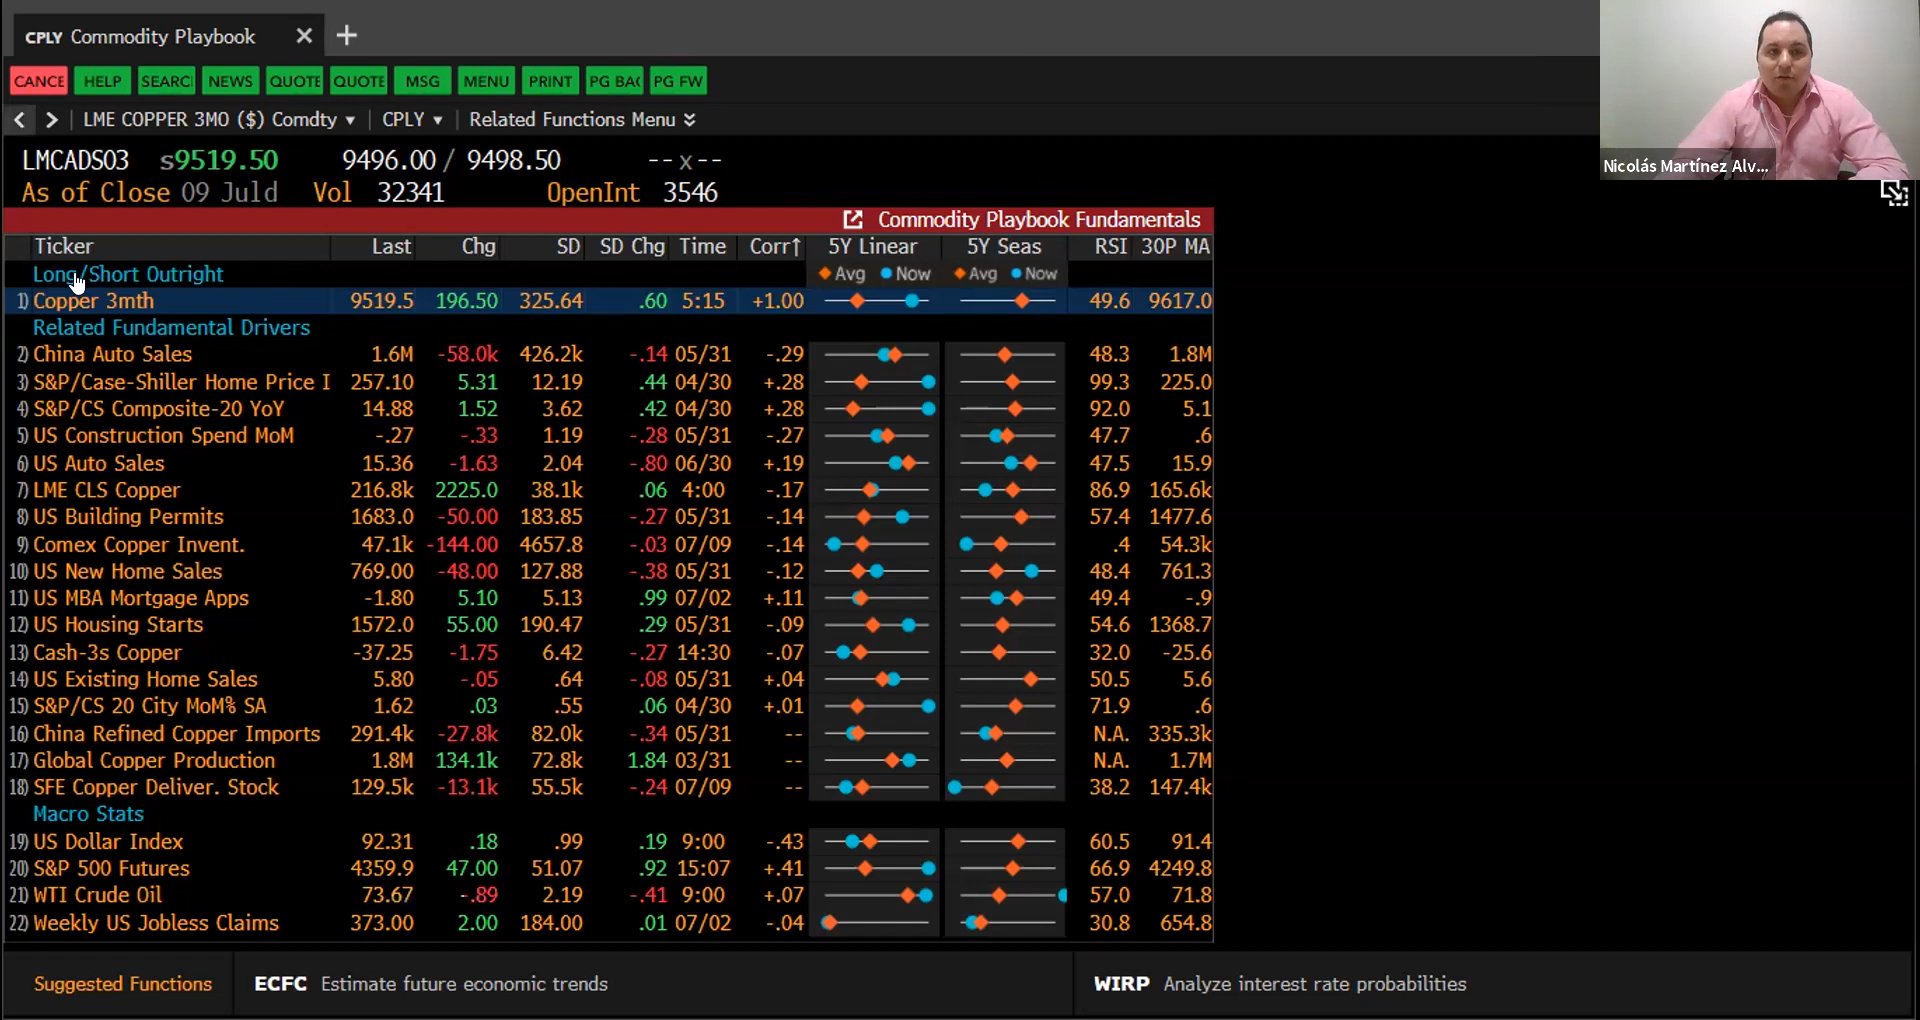 CPLY Commodity Playbook × +
CANCE HELP SEARC NEWS QUOTE QUOTE MSG MENU PRINT PG BAC PG FW
< > LME COPPER 3MO ($) Comdty ▾ CPLY ▾ Related Functions Menu
LMCADS03 s9519.50 9496.00 / 9498.50 -- x --
As of Close 09 Juld Vol 32341 OpenInt 3546
Commodity Playbook Fundamentals
Ticker Last Chg SD SD Chg Time Corr↑ 5Y Linear 5Y Seas RSI 30P MA
Long/Short Outright Avg Now Avg Now
1) Copper 3mth 9519.5 196.50 325.64 .60 5:15 +1.00 49.6 9617.0
Related Fundamental Drivers
2) China Auto Sales 1.6M -58.0k 426.2k -.14 05/31 -.29 48.3 1.8M
3) S&P/Case-Shiller Home Price I 257.10 5.31 12.19 .44 04/30 +.28 99.3 225.0
4) S&P/CS Composite-20 YoY 14.88 1.52 3.62 .42 04/30 +.28 92.0 5.1
5) US Construction Spend MoM -.27 -.33 1.19 -.28 05/31 -.27 47.7 .6
6) US Auto Sales 15.36 -1.63 2.04 -.80 06/30 +.19 47.5 15.9
7) LME CLS Copper 216.8k 2225.0 38.1k .06 4:00 -.17 86.9 165.6k
8) US Building Permits 1683.0 -50.00 183.85 -.27 05/31 -.14 57.4 1477.6
9) Comex Copper Invent. 47.1k -144.00 4657.8 -.03 07/09 -.14 .4 54.3k
10) US New Home Sales 769.00 -48.00 127.88 -.38 05/31 -.12 48.4 761.3
11) US MBA Mortgage Apps -1.80 5.10 5.13 .99 07/02 +.11 49.4 -.9
12) US Housing Starts 1572.0 55.00 190.47 .29 05/31 -.09 54.6 1368.7
13) Cash-3s Copper -37.25 -1.75 6.42 -.27 14:30 -.07 32.0 -25.6
14) US Existing Home Sales 5.80 -.05 .64 -.08 05/31 +.04 50.5 5.6
15) S&P/CS 20 City MoM% SA 1.62 .03 .55 .06 04/30 +.01 71.9 .6
16) China Refined Copper Imports 291.4k -27.8k 82.0k -.34 05/31 -- N.A. 335.3k
17) Global Copper Production 1.8M 134.1k 72.8k 1.84 03/31 -- N.A. 1.7M
18) SFE Copper Deliver. Stock 129.5k -13.1k 55.5k -.24 07/09 -- 38.2 147.4k
Macro Stats
19) US Dollar Index 92.31 .18 .99 .19 9:00 -.43 60.5 91.4
20) S&P 500 Futures 4359.9 47.00 51.07 .92 15:07 +.41 66.9 4249.8
21) WTI Crude Oil 73.67 -.89 2.19 -.41 9:00 +.07 57.0 71.8
22) Weekly US Jobless Claims 373.00 2.00 184.00 .01 07/02 -.04 30.8 654.8
Suggested Functions ECFC Estimate future economic trends WIRP Analyze interest rate probabilities
Nicolás Martínez Alv...